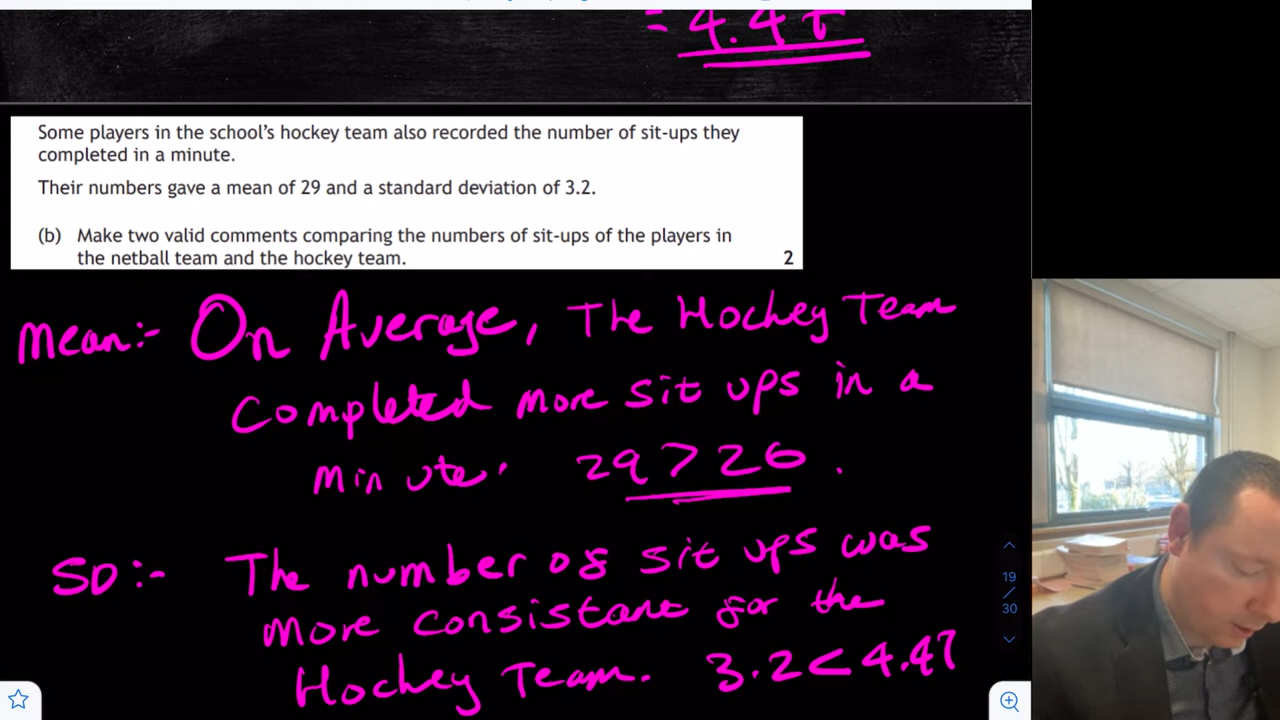 = 4.4
Some players in the school's hockey team also recorded the number of sit-ups they
completed in a minute.
Their numbers gave a mean of 29 and a standard deviation of 3.2.
(b) Make two valid comments comparing the numbers of sit-ups of the players in
the netball team and the hockey team. 2
mean:- On Average, The Hockey Team
Completed more sit ups in a
minute. 29 > 26.
SD:- The number of sit ups was
more consistant for the
Hockey Team. 3.2 < 4.47
19
/
30